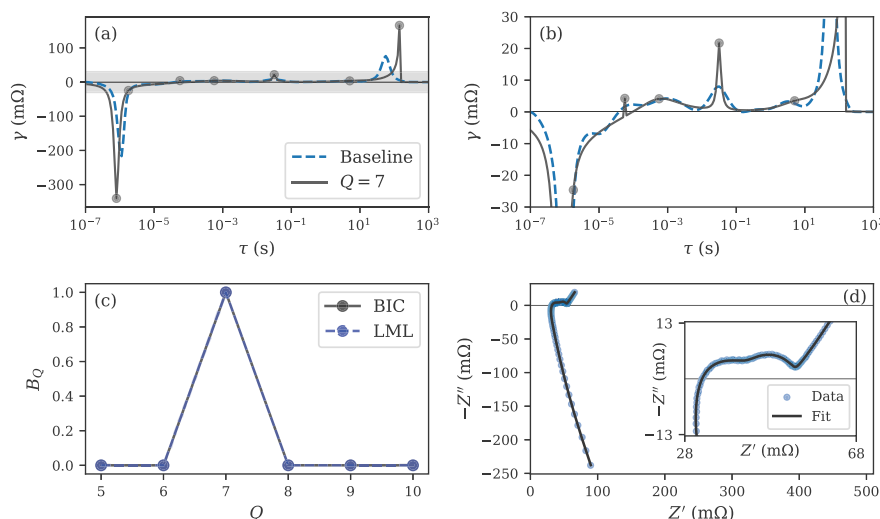 (a)
100
0
−100
−200
−300
γ (mΩ)
Baseline
Q = 7
10⁻⁷ 10⁻⁵ 10⁻³ 10⁻¹ 10¹ 10³
τ (s)
(b)
30
20
10
0
−10
−20
−30
γ (mΩ)
10⁻⁷ 10⁻⁵ 10⁻³ 10⁻¹ 10¹ 10³
τ (s)
(c)
1.0
0.8
0.6
0.4
0.2
0.0
B_Q
BIC
LML
5 6 7 8 9 10
Q
(d)
0
−50
−100
−150
−200
−250
−Z″ (mΩ)
13
−13
−Z″ (mΩ)
Data
Fit
28 68
Z′ (mΩ)
0 100 200 300 400 500
Z′ (mΩ)